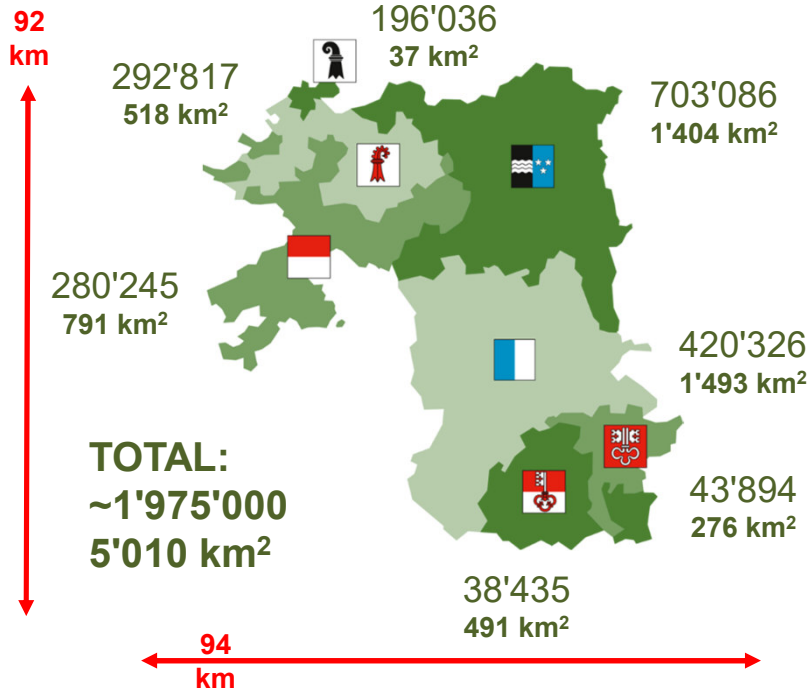 92
km
196'036
37 km²
292'817
518 km²
703'086
1'404 km²
280'245
791 km²
420'326
1'493 km²
TOTAL:
~1'975'000
5'010 km²
43'894
276 km²
38'435
491 km²
94
km